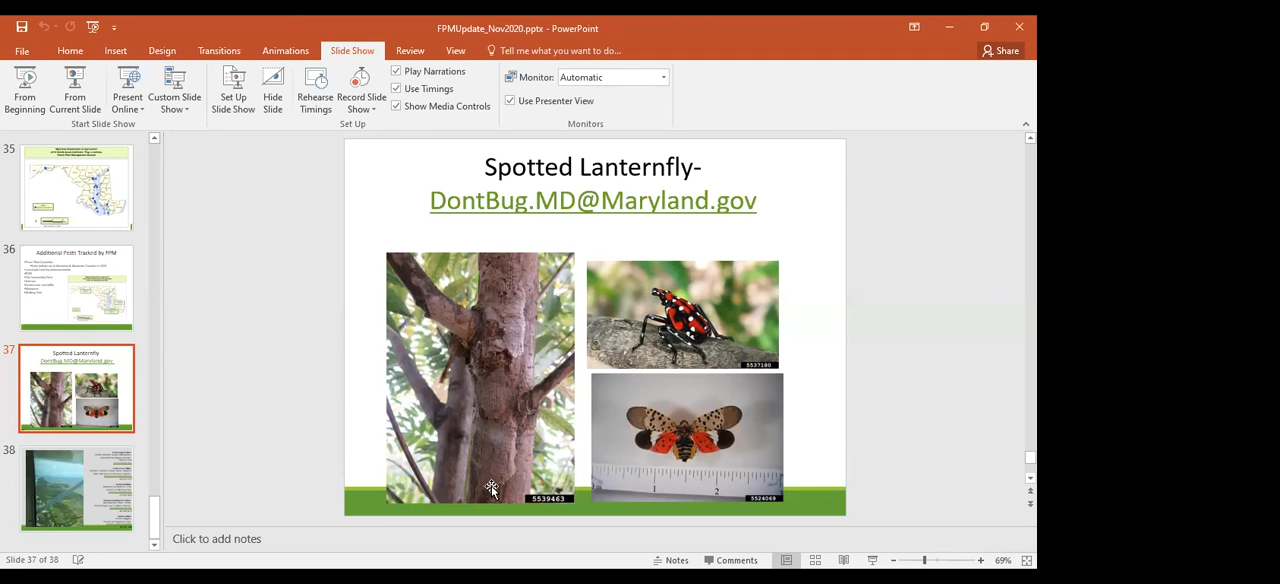 FPMUpdate_Nov2020.pptx - PowerPoint
File Home Insert Design Transitions Animations Slide Show Review View Tell me what you want to do... Share
From Beginning
From Current Slide
Present Online
Custom Slide Show
Start Slide Show
Set Up Slide Show
Hide Slide
Rehearse Timings
Record Slide Show
Play Narrations
Use Timings
Show Media Controls
Set Up
Monitor: Automatic
Use Presenter View
Monitors
35
36
Additional Pests Tracked by FPM
37
Spotted Lanternfly
DontBug.MD@Maryland.gov
38
Spotted Lanternfly-
DontBug.MD@Maryland.gov
5539463
5537180
1 2
5524069
Click to add notes
Slide 37 of 38
Notes Comments 69%